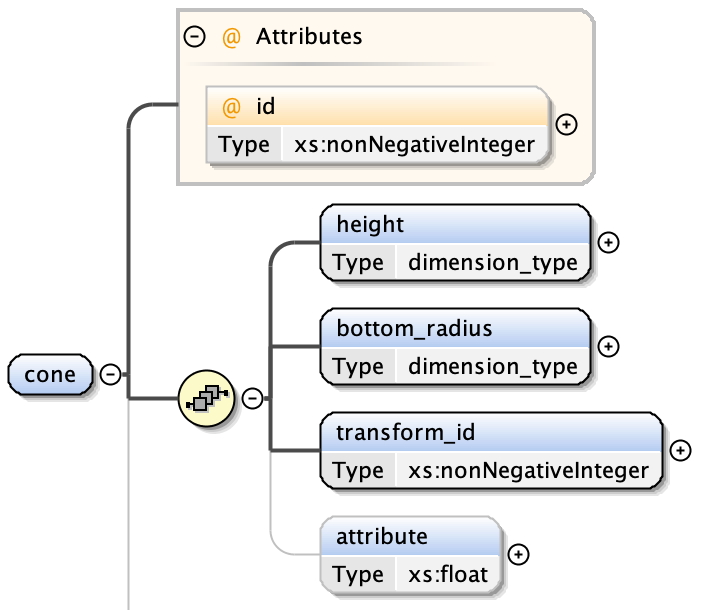 @ Attributes
@ id
Type xs:nonNegativeInteger
height
Type dimension_type
bottom_radius
Type dimension_type
cone
transform_id
Type xs:nonNegativeInteger
attribute
Type xs:float